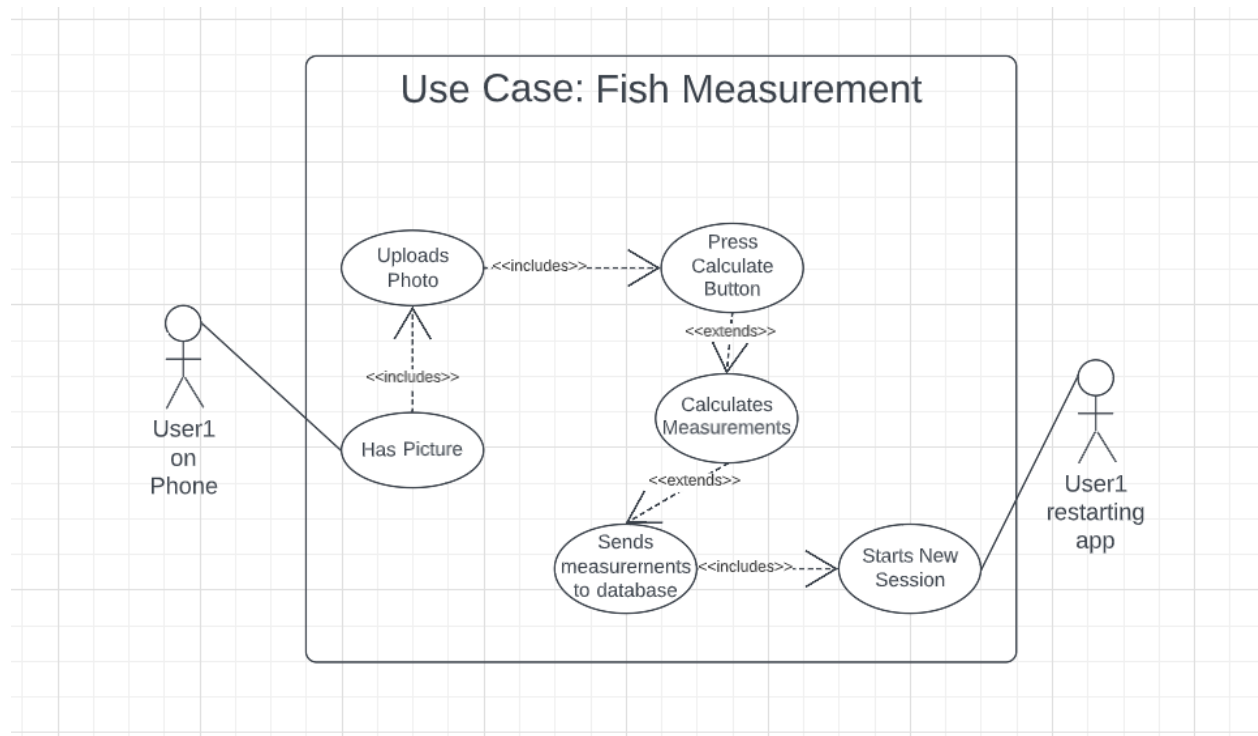 Use Case: Fish Measurement
Uploads
Photo
<<includes>>
Press
Calculate
Button
<<extends>>
<<includes>>
Calculates
Measurements
User1
on
Phone
Has Picture
<<extends>>
User1
restarting
app
Sends
measurements
to database
<<includes>>
Starts New
Session